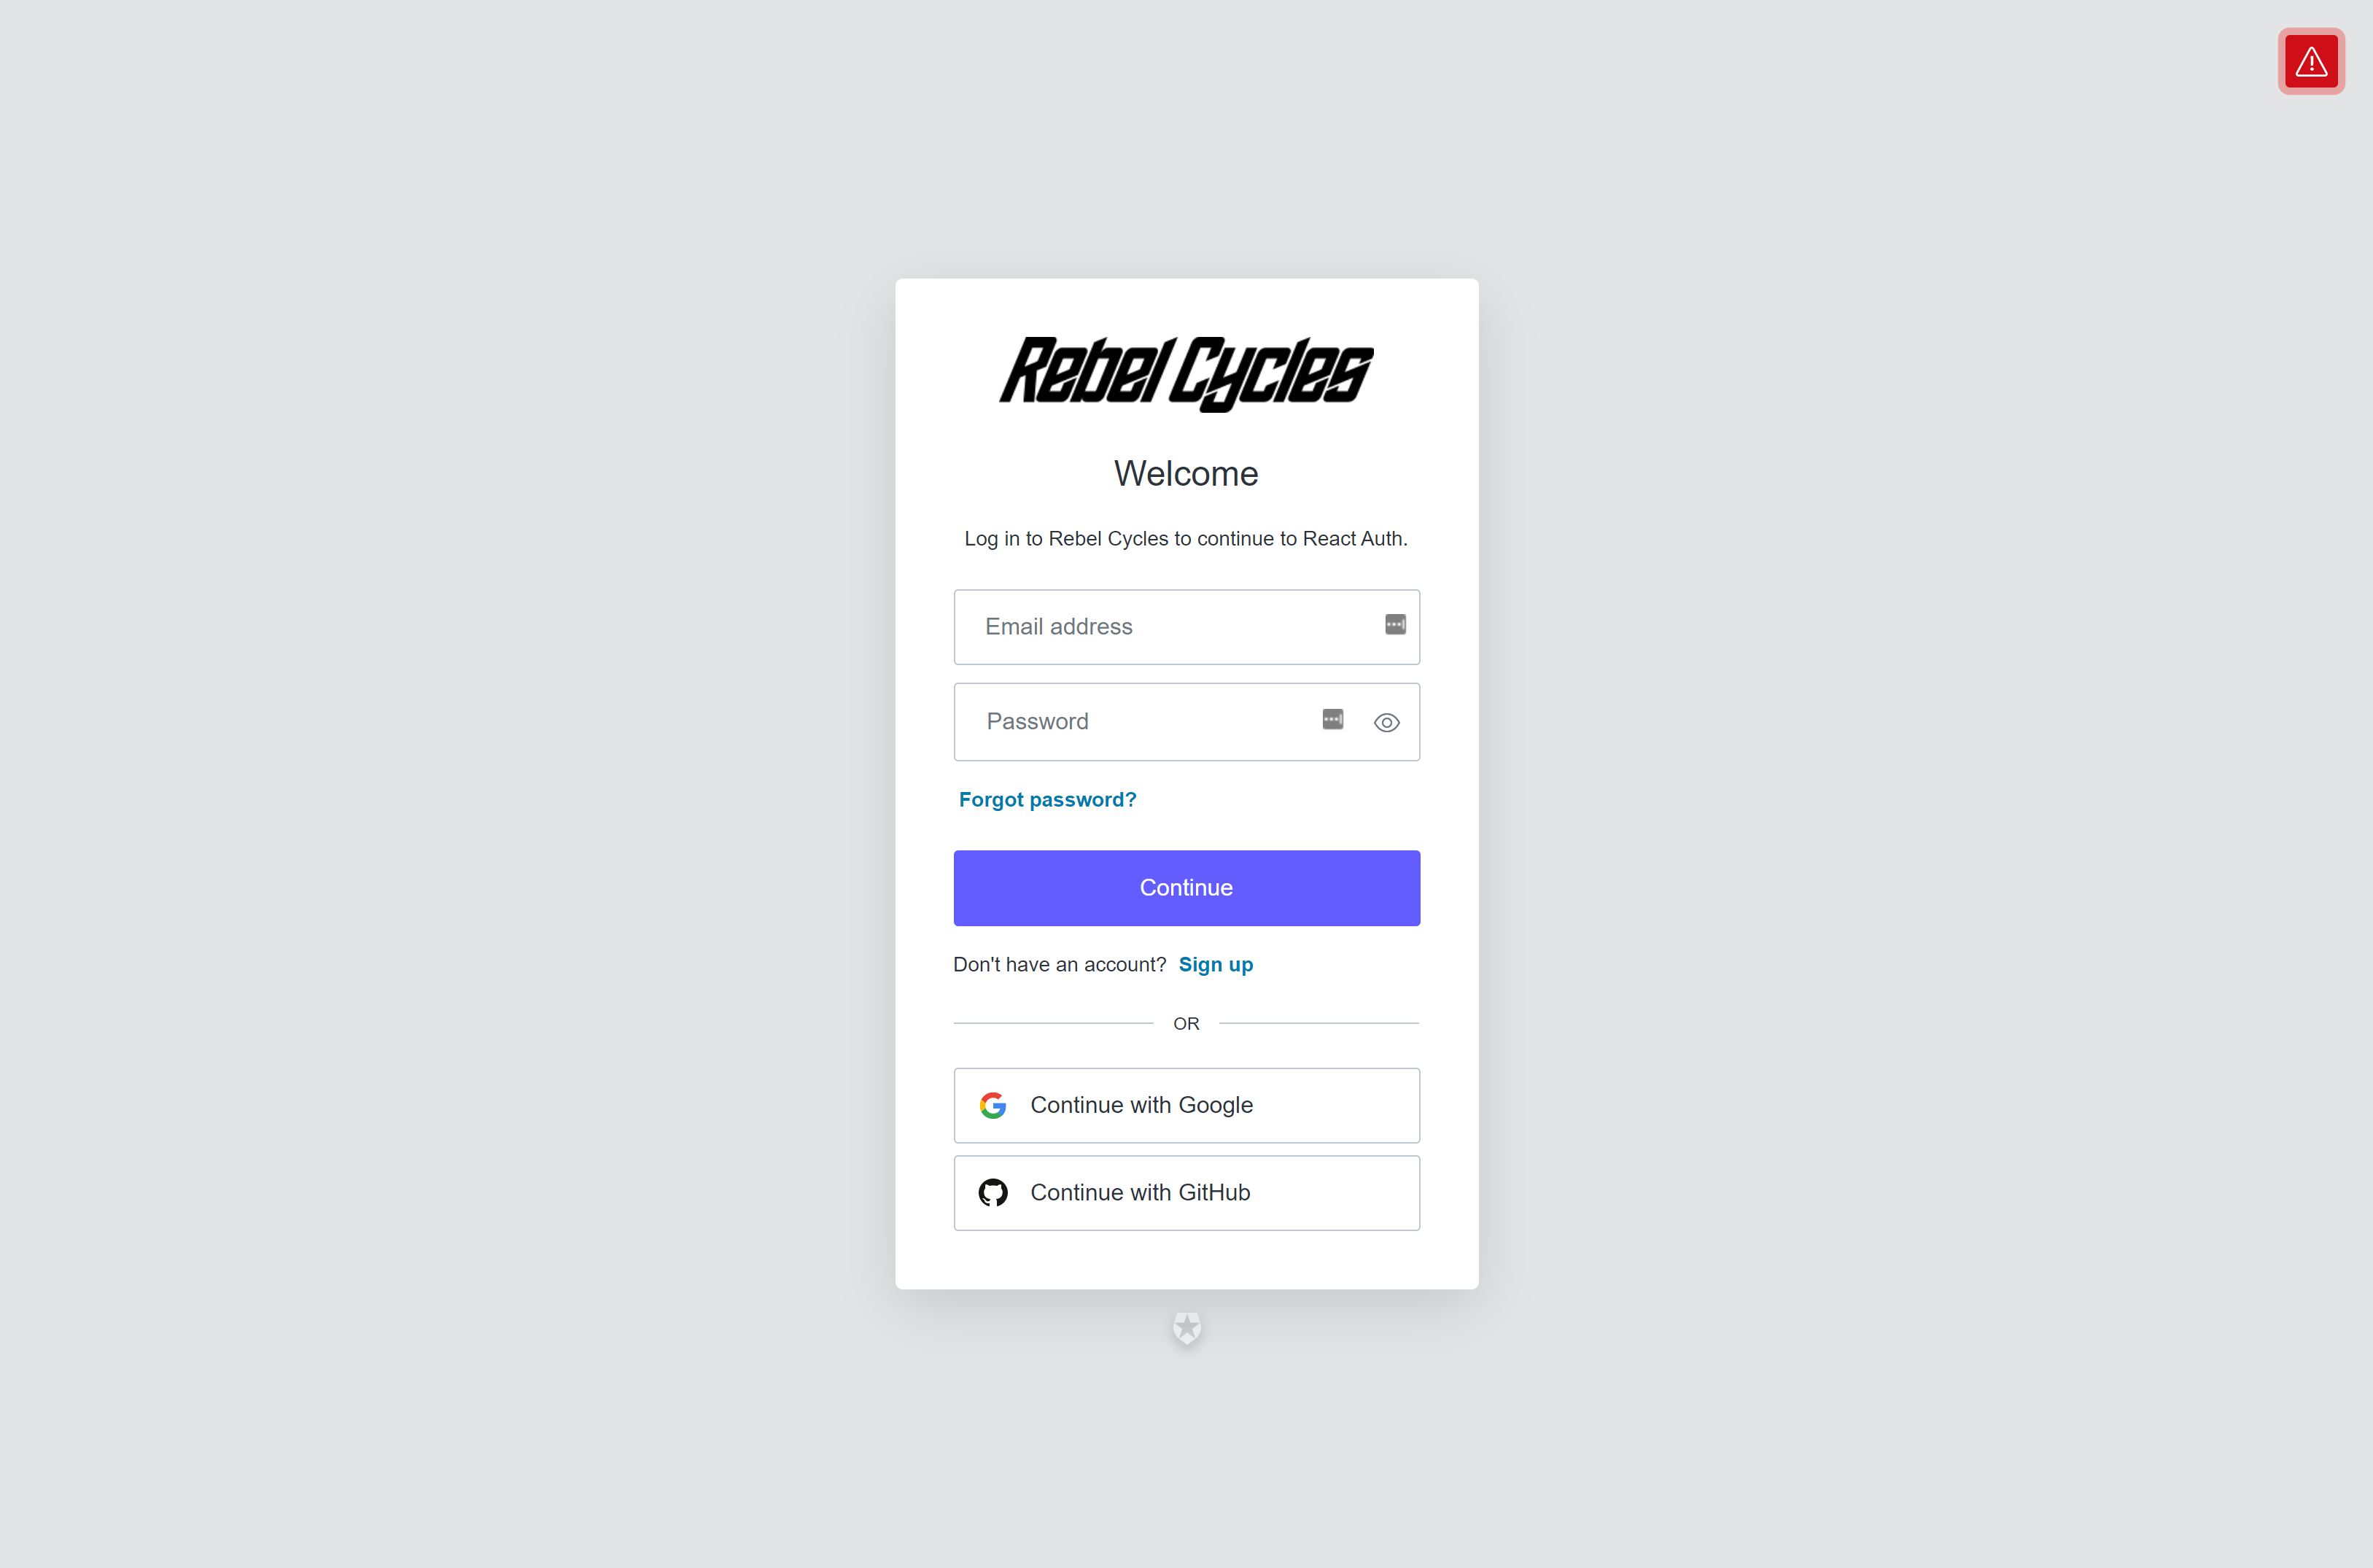 Rebel Cycles
Welcome
Log in to Rebel Cycles to continue to React Auth.
Email address
Password
Forgot password?
Continue
Don't have an account? Sign up
OR
Continue with Google
Continue with GitHub